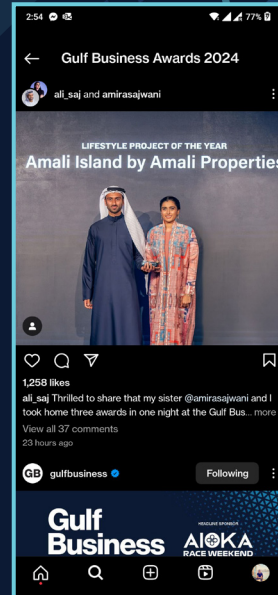 2:54
77%
Gulf Business Awards 2024
ali_saj and amirasajwani
LIFESTYLE PROJECT OF THE YEAR
Amali Island by Amali Properties
1,258 likes
ali_saj Thrilled to share that my sister @amirasajwani and I
took home three awards in one night at the Gulf Bus... more
View all 37 comments
23 hours ago
GB gulfbusiness Following
Gulf
Business
HEADLINE SPONSOR
AIOKA
RACE WEEKEND